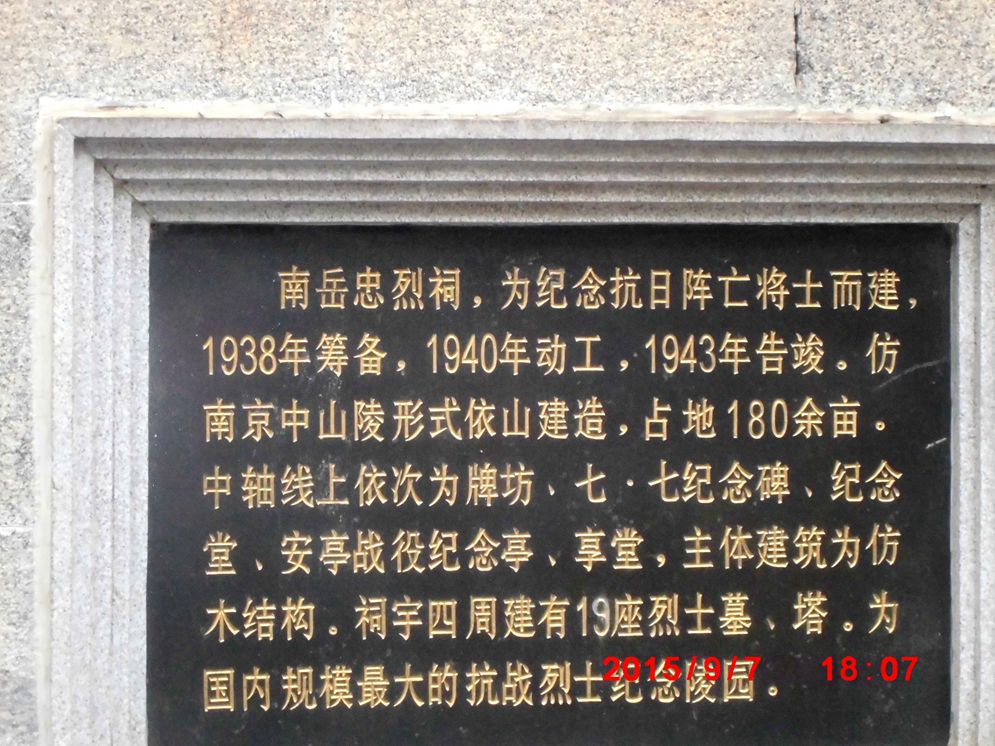 南岳忠烈祠，为纪念抗日阵亡将士而建，
1938年筹备，1940年动工，1943年告竣。仿
南京中山陵形式依山建造，占地180余亩。
中轴线上依次为牌坊、七·七纪念碑、纪念
堂、安亭战役纪念亭、享堂，主体建筑为仿
木结构。祠宇四周建有19座烈士墓、塔。为
国内规模最大的抗战烈士纪念陵园。
2015/9/7 18:07